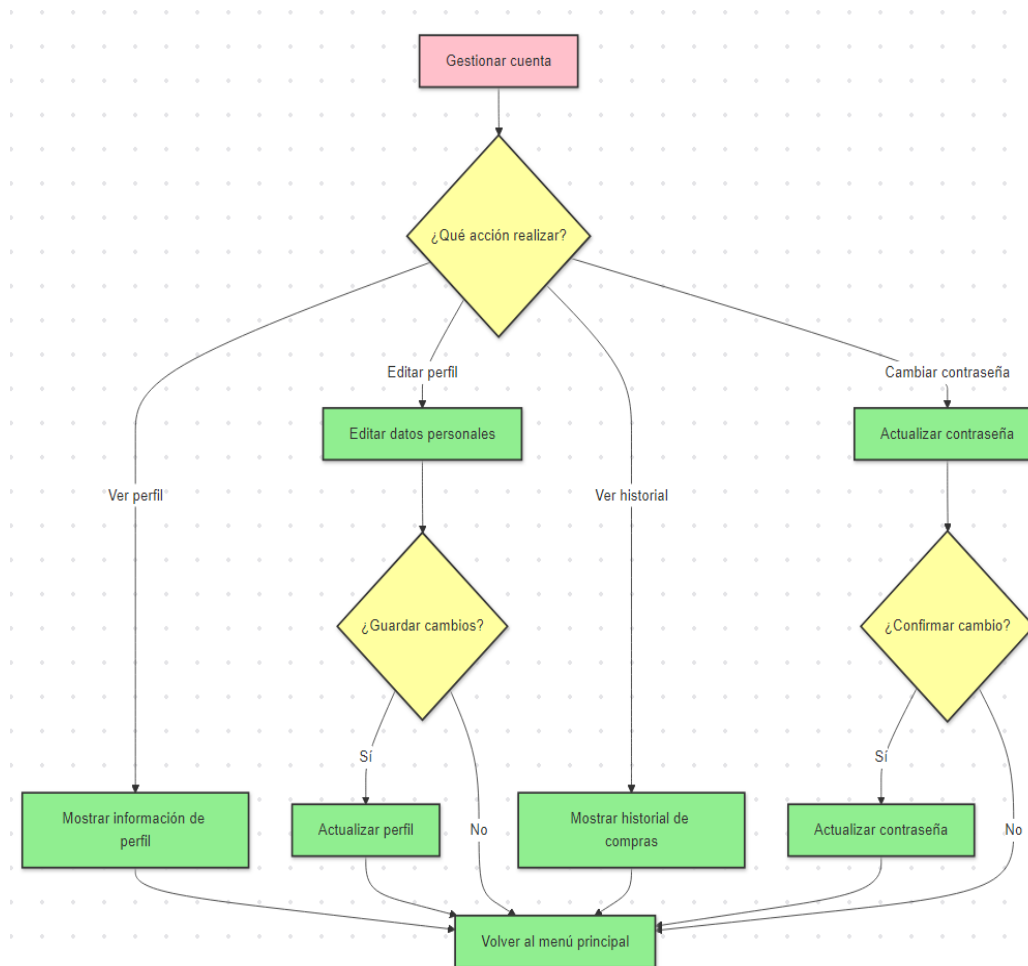 Gestionar cuenta
¿Qué acción realizar?
Editar perfil
Cambiar contraseña
Editar datos personales
Actualizar contraseña
Ver perfil
Ver historial
¿Guardar cambios?
¿Confirmar cambio?
Sí
Sí
Mostrar información de
perfil
Actualizar perfil
No
Mostrar historial de
compras
Actualizar contraseña
No
Volver al menú principal